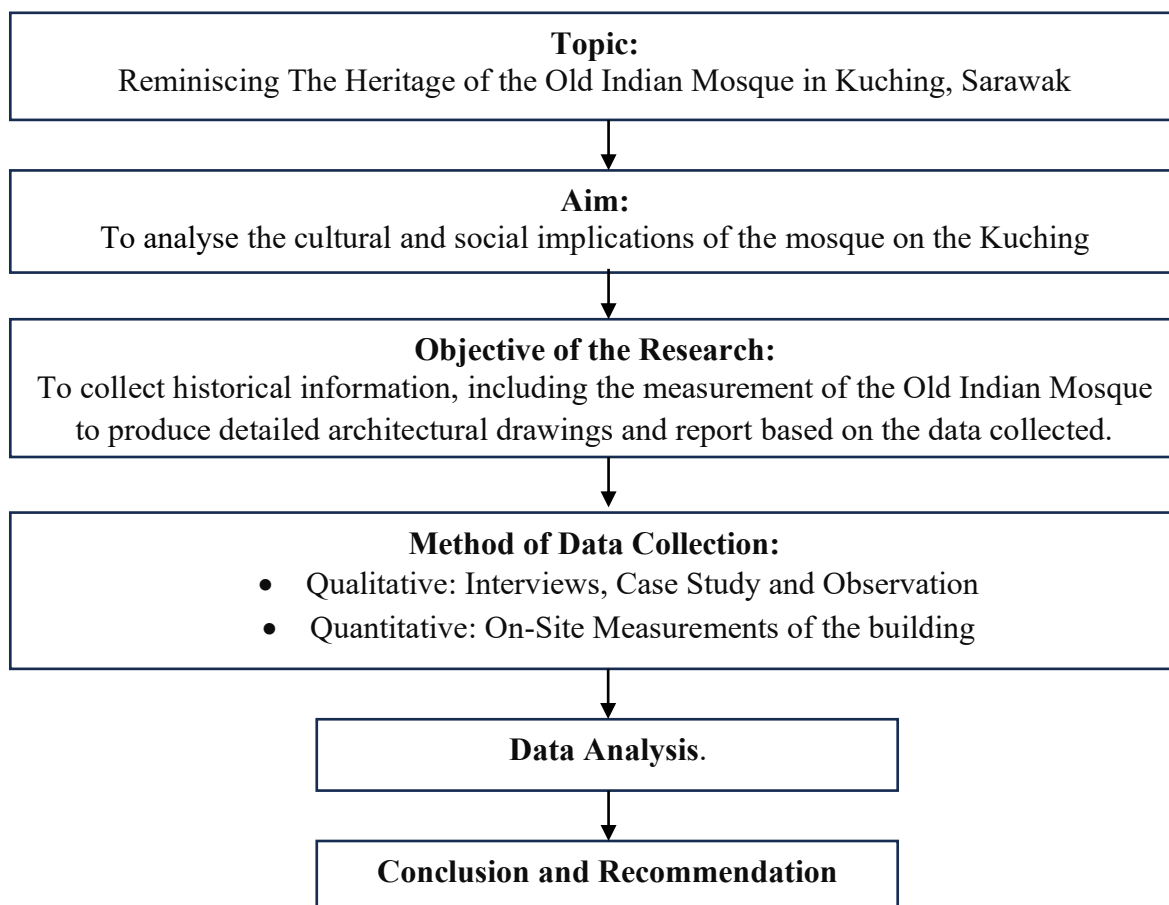 Topic:
Reminiscing The Heritage of the Old Indian Mosque in Kuching, Sarawak
Aim:
To analyse the cultural and social implications of the mosque on the Kuching
Objective of the Research:
To collect historical information, including the measurement of the Old Indian Mosque
to produce detailed architectural drawings and report based on the data collected.
Method of Data Collection:
• Qualitative: Interviews, Case Study and Observation
• Quantitative: On-Site Measurements of the building
Data Analysis.
Conclusion and Recommendation